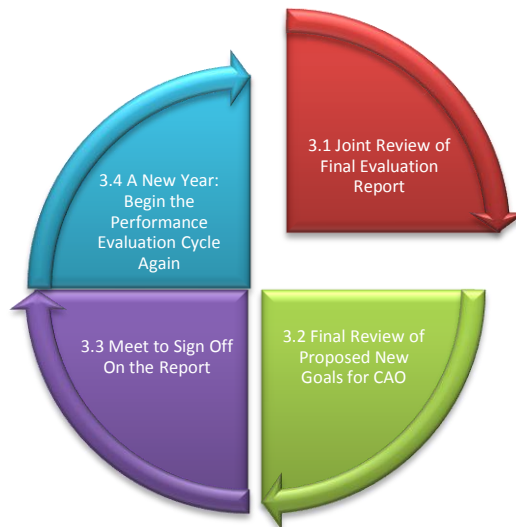 3.1 Joint Review of
Final Evaluation
Report
3.2 Final Review of
Proposed New
Goals for CAO
3.3 Meet to Sign Off
On the Report
3.4 A New Year:
Begin the
Performance
Evaluation Cycle
Again